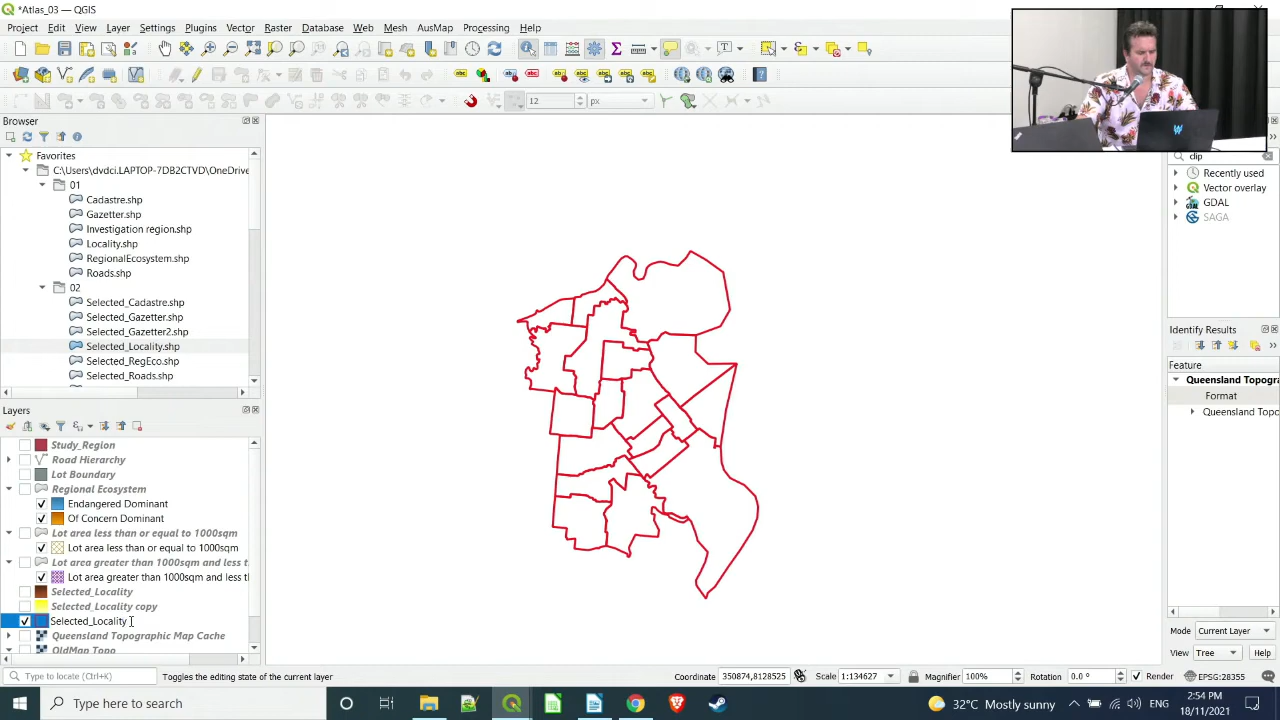 *Atlas_03 — QGIS
Project Edit View Layer Settings Plugins Vector Raster Database Web Mesh AusMap Processing Help
12
px
Browser
Favorites
C:\Users\dvdci.LAPTOP-7DB2CTVD\OneDrive
01
Cadastre.shp
Gazetter.shp
Investigation region.shp
Locality.shp
RegionalEcosystem.shp
Roads.shp
02
Selected_Cadastre.shp
Selected_Gazetter.shp
Selected_Gazetter2.shp
Selected_Locality.shp
Selected_RegEco.shp
Selected_Roads.shp
Layers
Study_Region
Road Hierarchy
Lot Boundary
Regional Ecosystem
Endangered Dominant
Of Concern Dominant
Lot area less than or equal to 1000sqm
Lot area less than or equal to 1000sqm
Lot area greater than 1000sqm and less th
Lot area greater than 1000sqm and less th
Selected_Locality
Selected_Locality copy
Selected_Locality
Queensland Topographic Map Cache
OldMap Topo
clip
Recently used
Vector overlay
GDAL
SAGA
Identify Results
Feature
Queensland Topogra
Format
Queensland Topo
Mode Current Layer
View Tree Help
Type to locate (Ctrl+K)
Toggles the editing state of the current layer
Coordinate 350874,8128525
Scale 1:134627
Magnifier 100%
Rotation 0.0 °
Render
EPSG:28355
Type here to search
32°C Mostly sunny
ENG
2:54 PM
18/11/2021